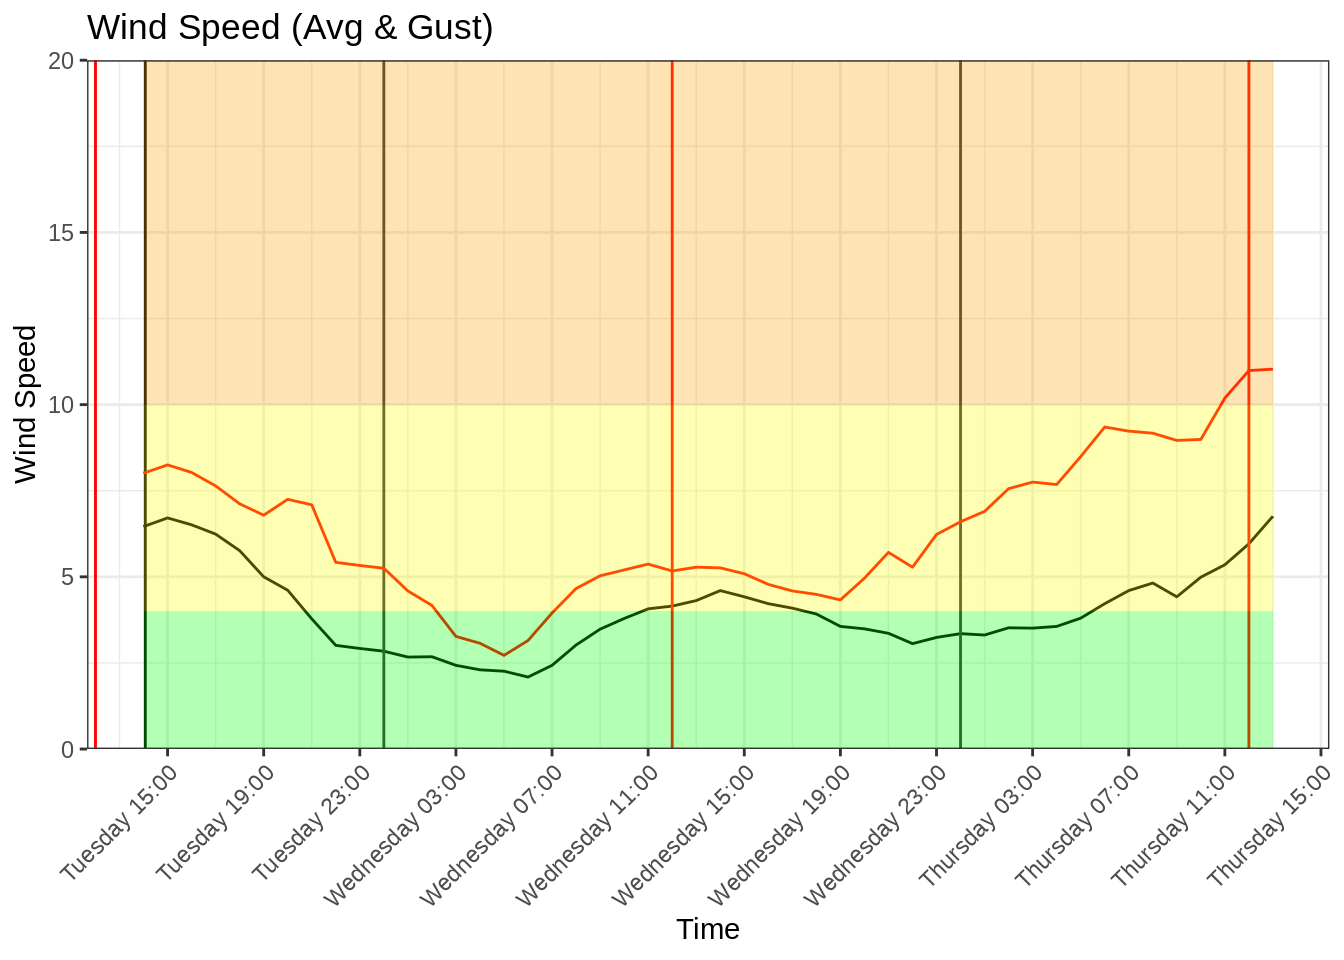 Wind Speed (Avg & Gust)
Wind Speed
20
15
10
5
0
Tuesday 15:00
Tuesday 19:00
Tuesday 23:00
Wednesday 03:00
Wednesday 07:00
Wednesday 11:00
Wednesday 15:00
Wednesday 19:00
Wednesday 23:00
Thursday 03:00
Thursday 07:00
Thursday 11:00
Thursday 15:00
Time